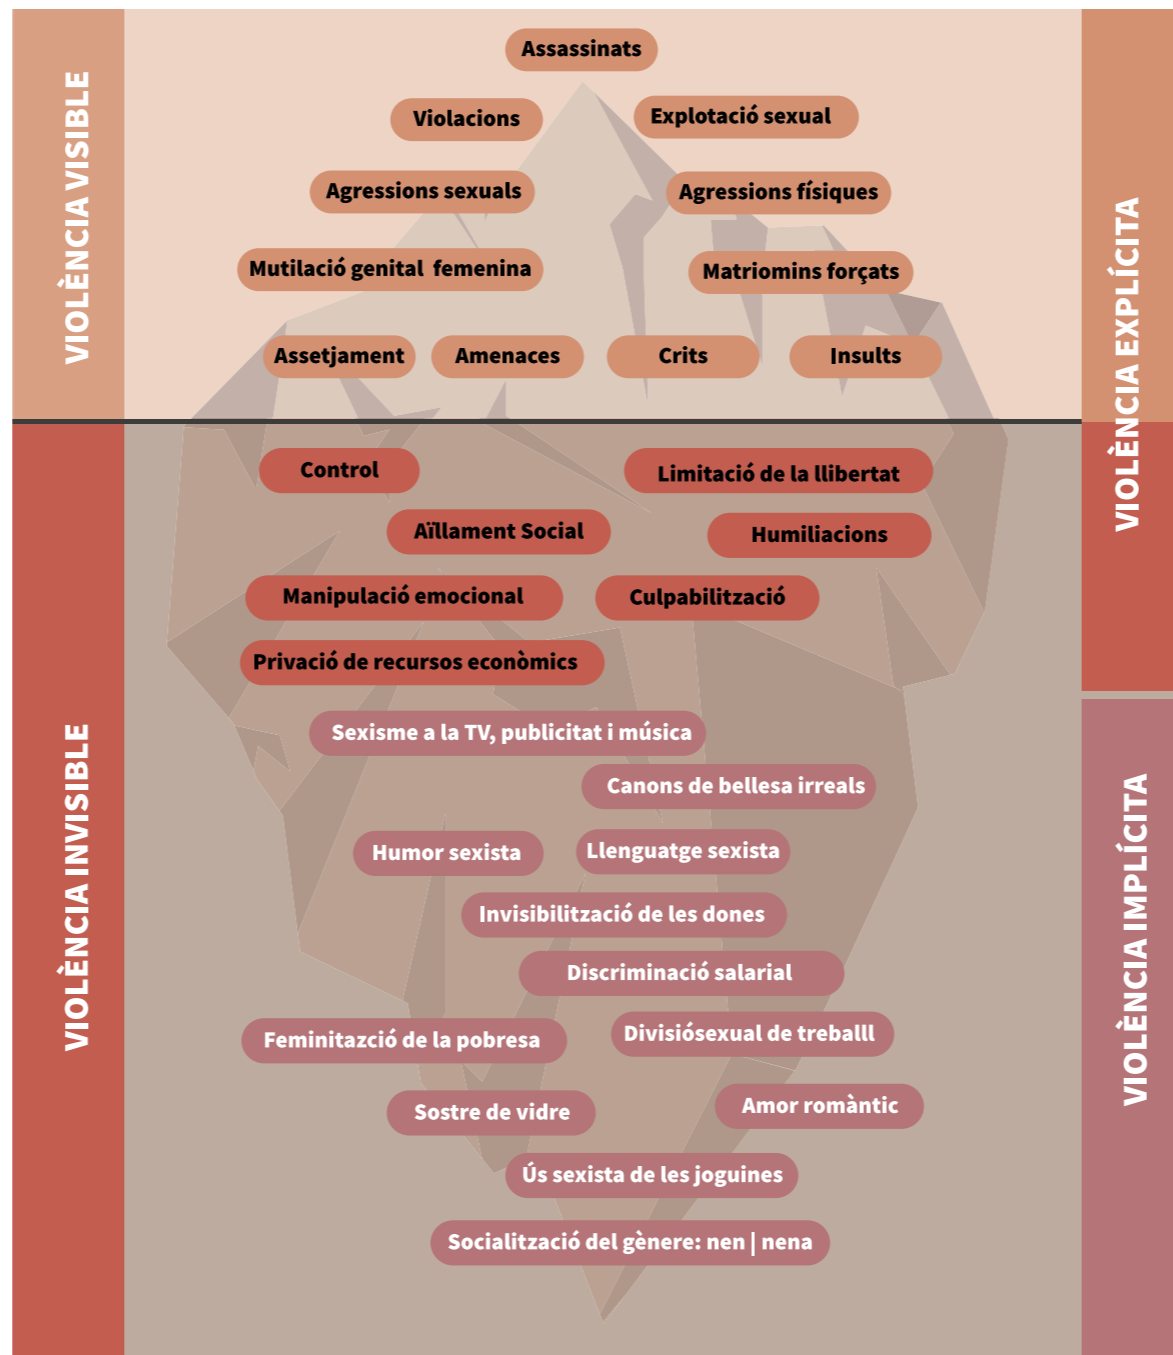 VIOLÈNCIA VISIBLE
Assassinats
Violacions
Explotació sexual
Agressions sexuals
Agressions físiques
Mutilació genital femenina
Matriomins forçats
Assetjament
Amenaces
Crits
Insults
VIOLÈNCIA EXPLÍCITA
VIOLÈNCIA INVISIBLE
Control
Limitació de la llibertat
Aïllament Social
Humiliacions
Manipulació emocional
Culpabilització
Privació de recursos econòmics
Sexisme a la TV, publicitat i música
Canons de bellesa irreals
Humor sexista
Llenguatge sexista
Invisibilització de les dones
Discriminació salarial
Feminitazció de la pobresa
Divisiósexual de treballl
Sostre de vidre
Amor romàntic
Ús sexista de les joguines
Socialització del gènere: nen | nena
VIOLÈNCIA IMPLÍCITA